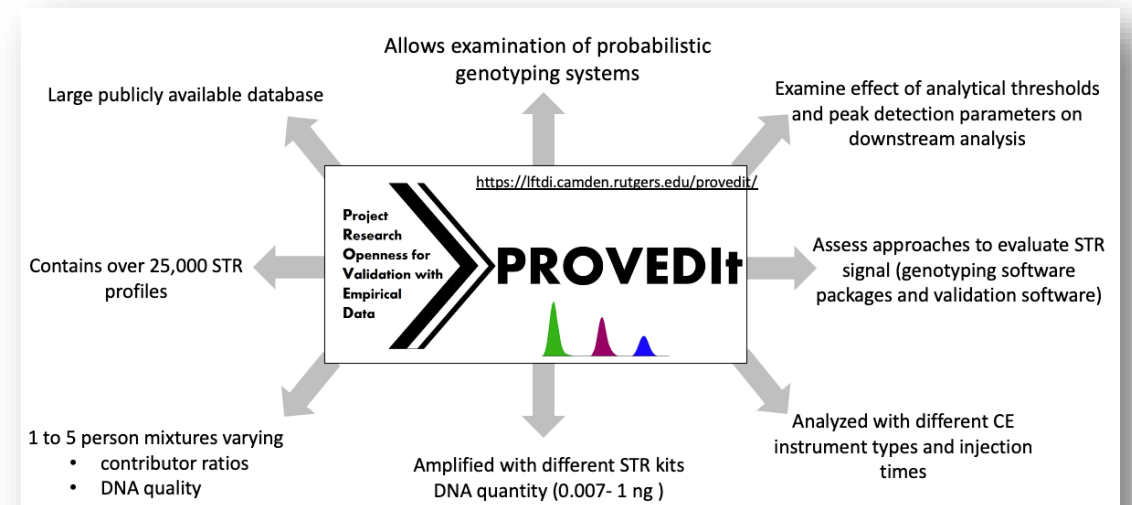 Allows examination of probabilistic
genotyping systems
Large publicly available database
Examine effect of analytical thresholds
and peak detection parameters on
downstream analysis
https://lftdi.camden.rutgers.edu/provedit/
Project
Research
Openness for
Validation with
Empirical
Data
PROVEDIt
Contains over 25,000 STR
profiles
Assess approaches to evaluate STR
signal (genotyping software
packages and validation software)
1 to 5 person mixtures varying
• contributor ratios
• DNA quality
Amplified with different STR kits
DNA quantity (0.007- 1 ng )
Analyzed with different CE
instrument types and injection
times